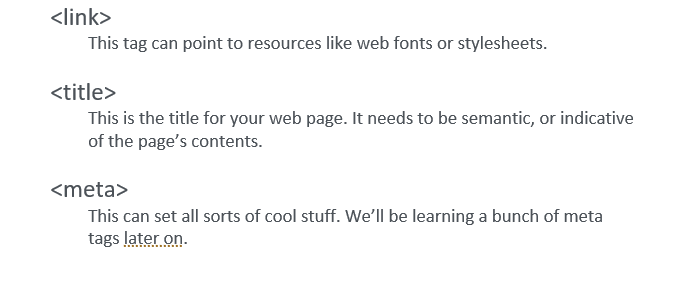 <link>
This tag can point to resources like web fonts or stylesheets.
<title>
This is the title for your web page. It needs to be semantic, or indicative
of the page’s contents.
<meta>
This can set all sorts of cool stuff. We’ll be learning a bunch of meta
tags later on.